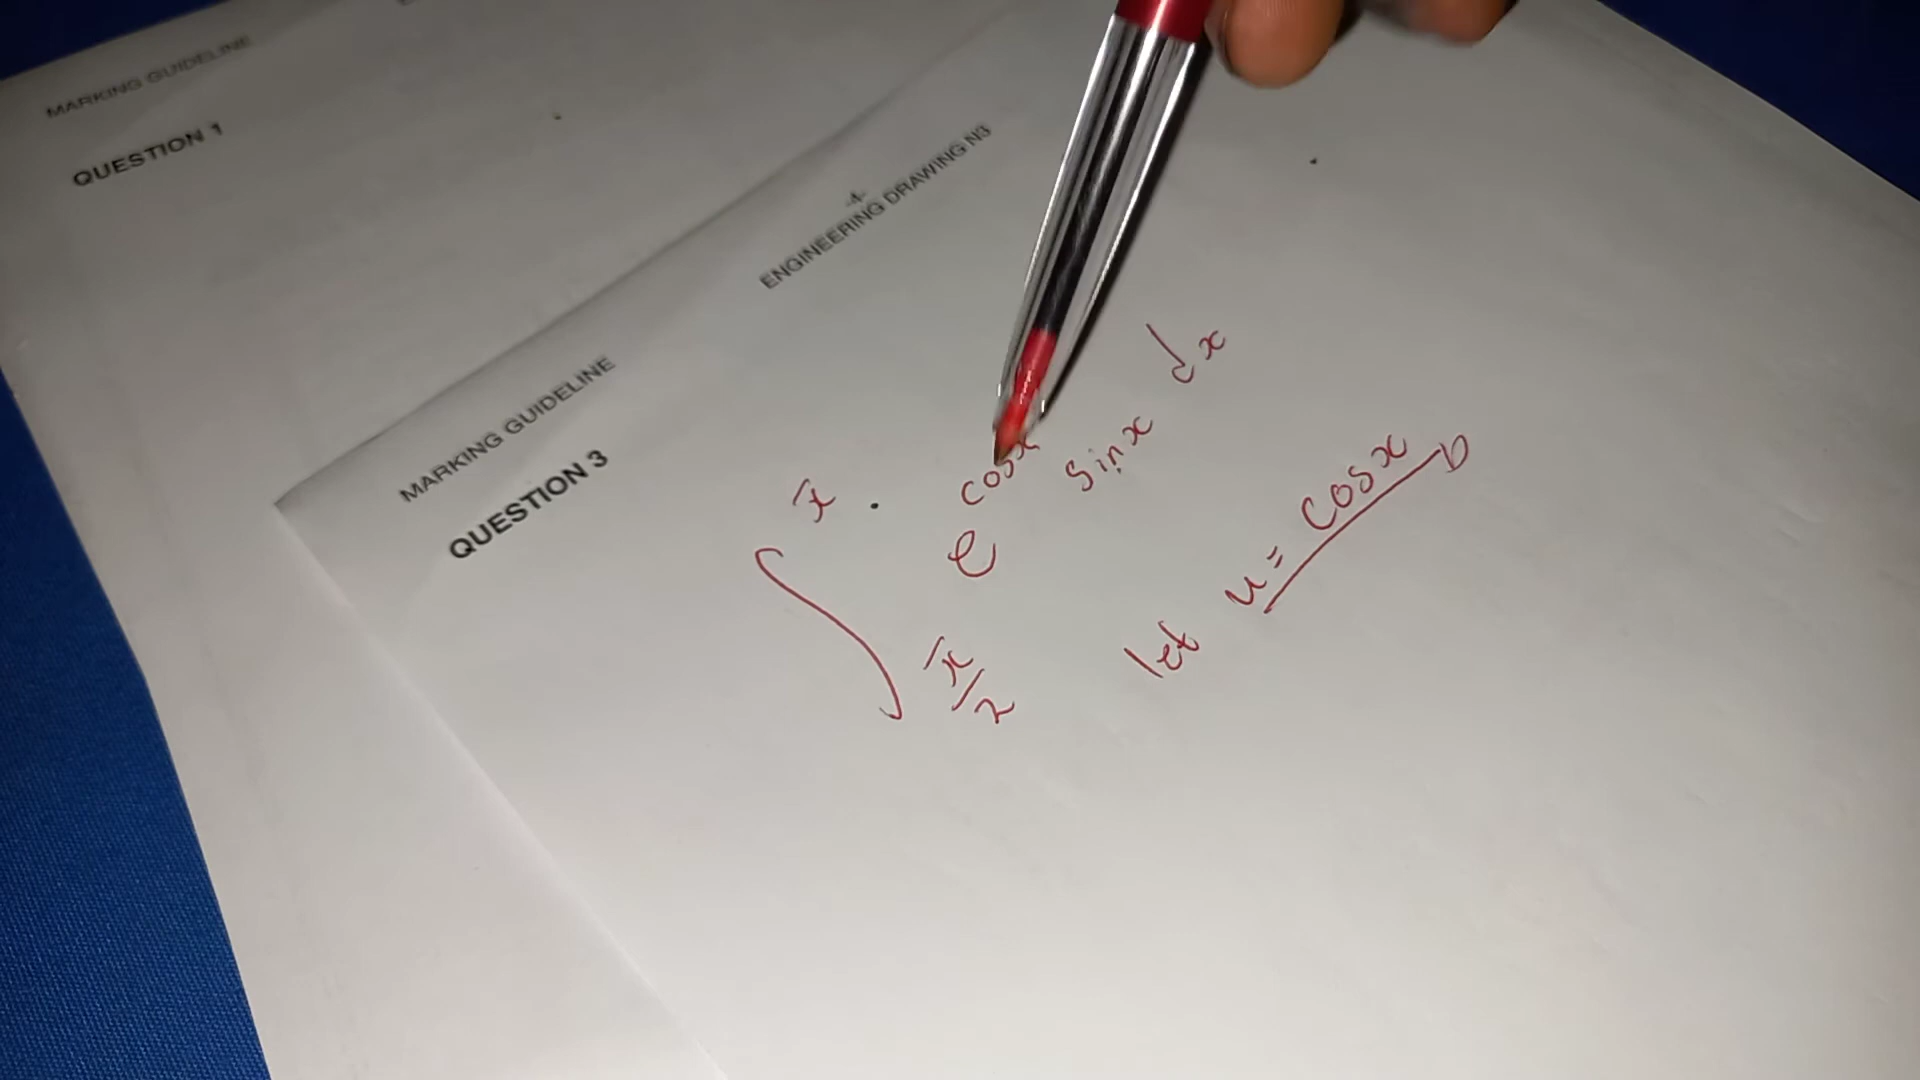 MARKING GUIDELINE
QUESTION 1
-4-
ENGINEERING DRAWING N3
MARKING GUIDELINE
QUESTION 3
∫_{π/2}^{π} e^{cosx} sinx dx
let u = cosx